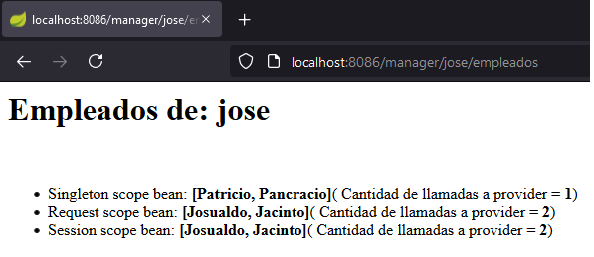 localhost:8086/manager/jose/em
localhost:8086/manager/jose/empleados
Empleados de: jose
Singleton scope bean: [Patricio, Pancracio]( Cantidad de llamadas a provider = 1)
Request scope bean: [Josualdo, Jacinto]( Cantidad de llamadas a provider = 2)
Session scope bean: [Josualdo, Jacinto]( Cantidad de llamadas a provider = 2)